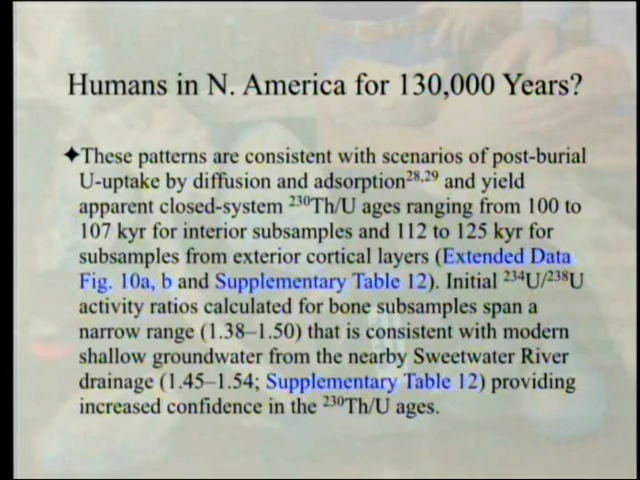 Humans in N. America for 130,000 Years?
✦These patterns are consistent with scenarios of post-burial
U-uptake by diffusion and adsorption²⁸,²⁹ and yield
apparent closed-system ²³⁰Th/U ages ranging from 100 to
107 kyr for interior subsamples and 112 to 125 kyr for
subsamples from exterior cortical layers (Extended Data
Fig. 10a, b and Supplementary Table 12). Initial ²³⁴U/²³⁸U
activity ratios calculated for bone subsamples span a
narrow range (1.38–1.50) that is consistent with modern
shallow groundwater from the nearby Sweetwater River
drainage (1.45–1.54; Supplementary Table 12) providing
increased confidence in the ²³⁰Th/U ages.